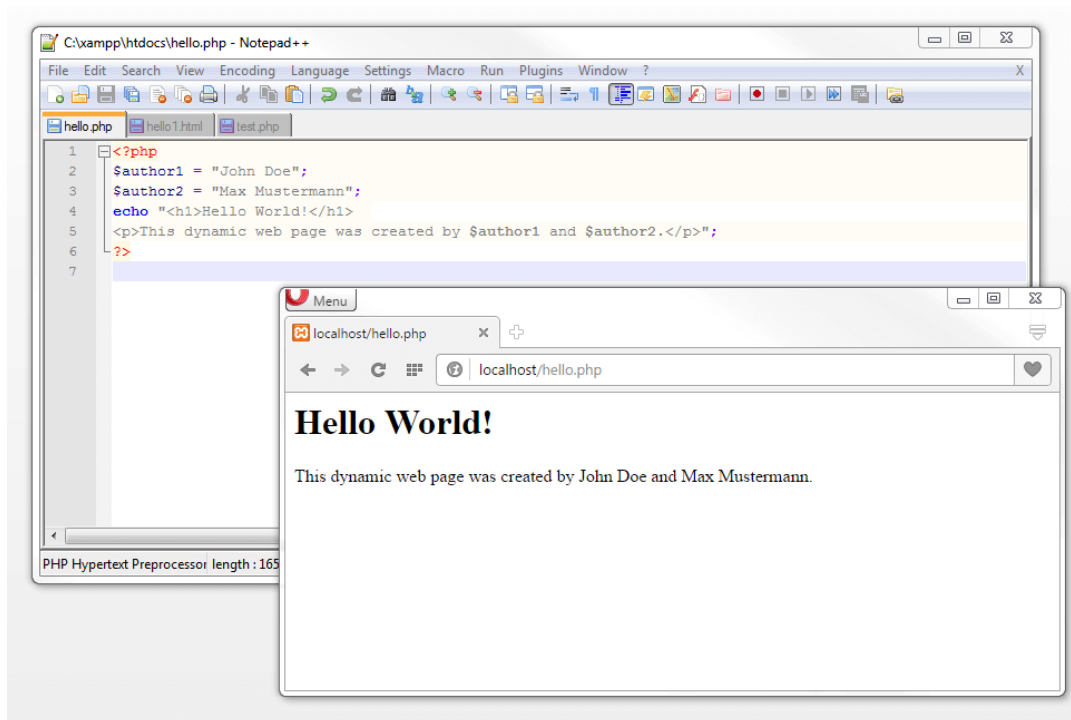 C:\xampp\htdocs\hello.php - Notepad++
File Edit Search View Encoding Language Settings Macro Run Plugins Window ? X
hello.php hello1.html test.php
1 <?php
2 $author1 = "John Doe";
3 $author2 = "Max Mustermann";
4 echo "<h1>Hello World!</h1>
5 <p>This dynamic web page was created by $author1 and $author2.</p>";
6 ?>
7
PHP Hypertext Preprocessor length : 165
Menu
localhost/hello.php
localhost/hello.php
Hello World!
This dynamic web page was created by John Doe and Max Mustermann.